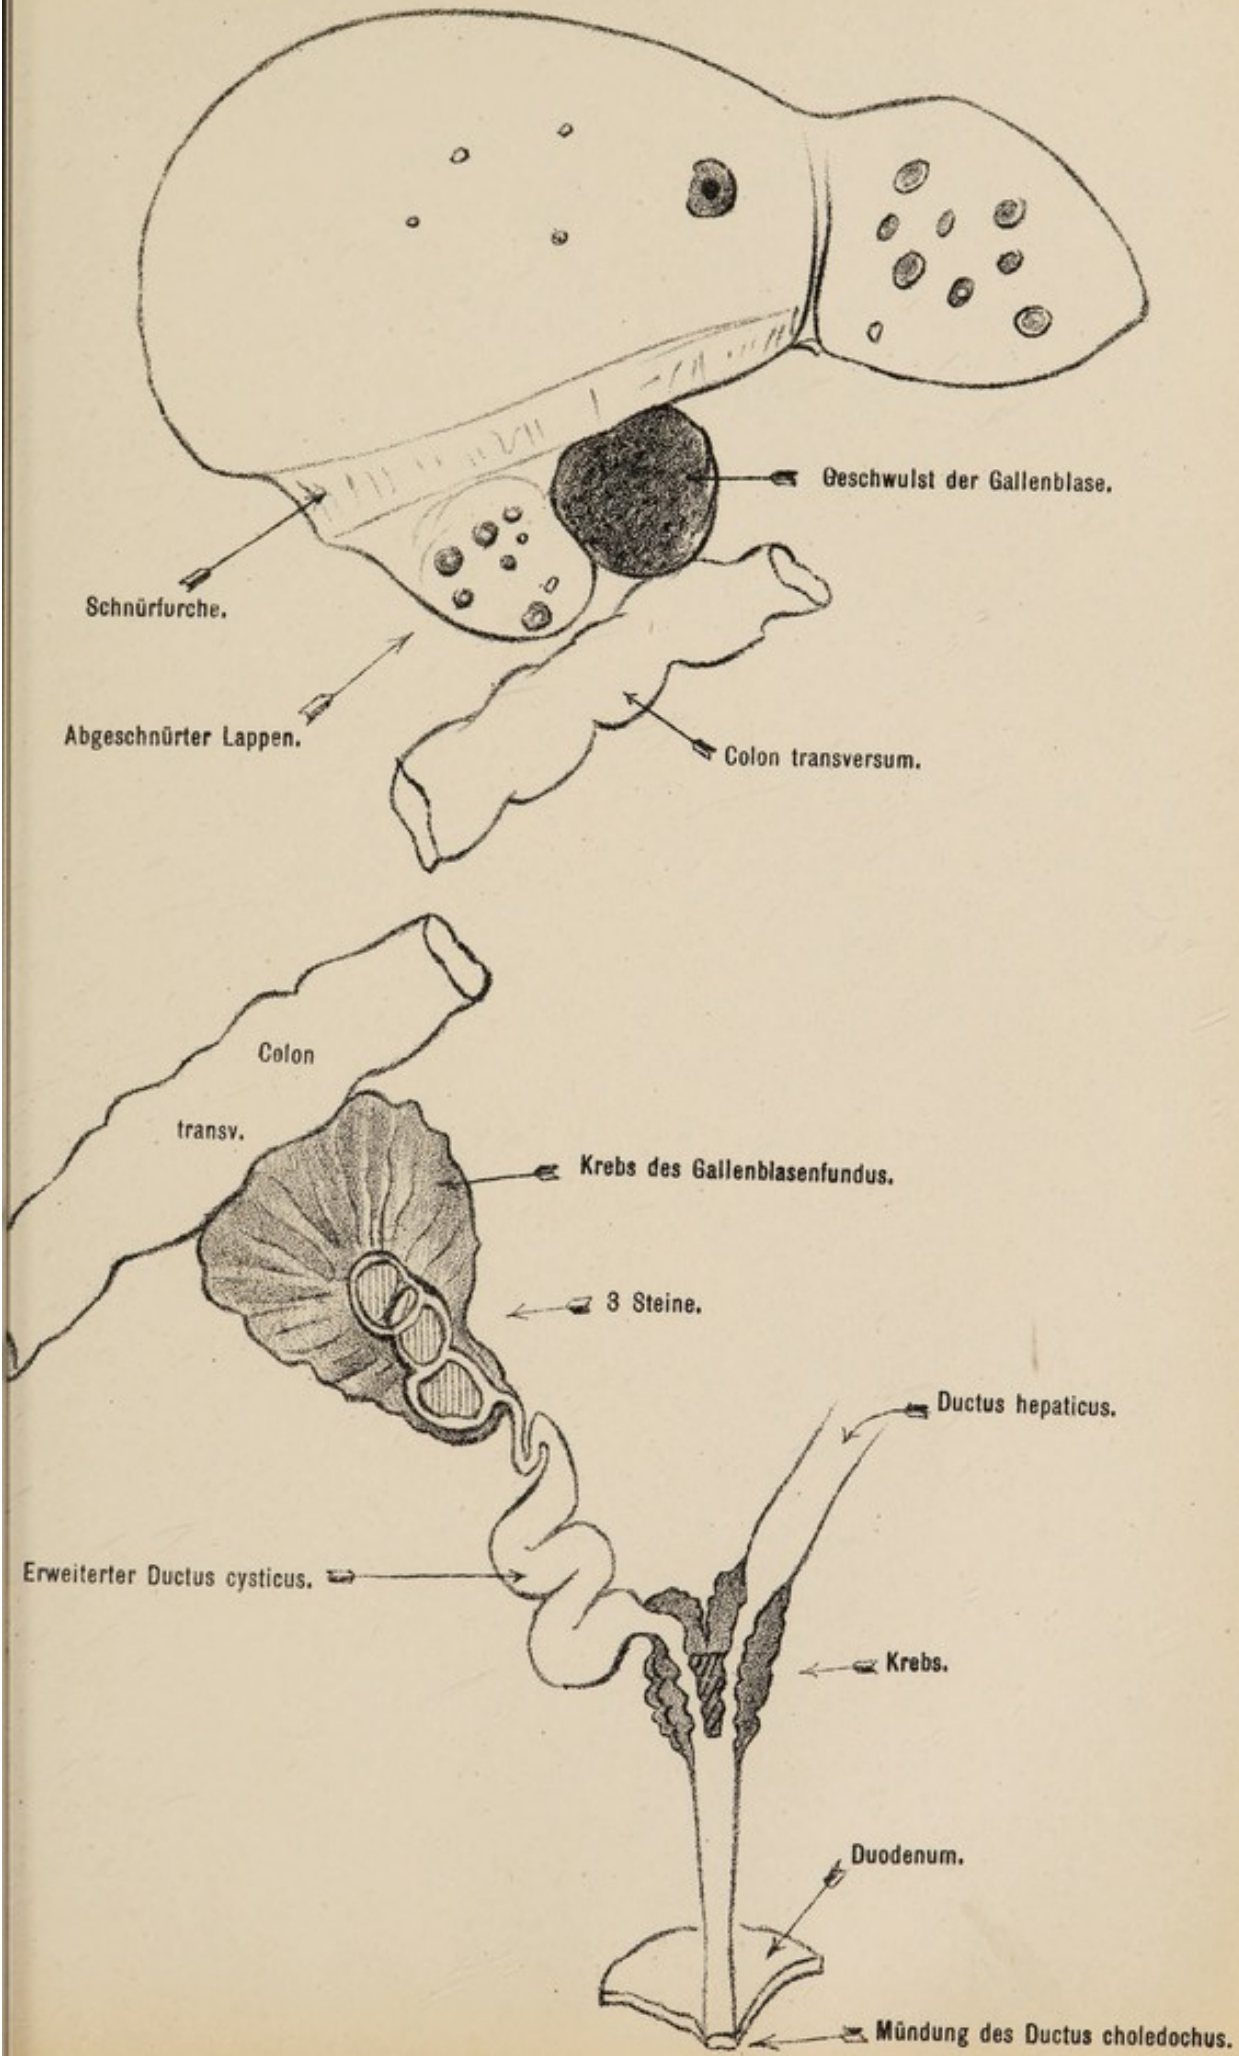 Geschwulst der Gallenblase.
Schnürfurche.
Abgeschnürter Lappen.
Colon transversum.
Colon
transv.
Krebs des Gallenblasenfundus.
3 Steine.
Ductus hepaticus.
Erweiterter Ductus cysticus.
Krebs.
Duodenum.
Mündung des Ductus choledochus.